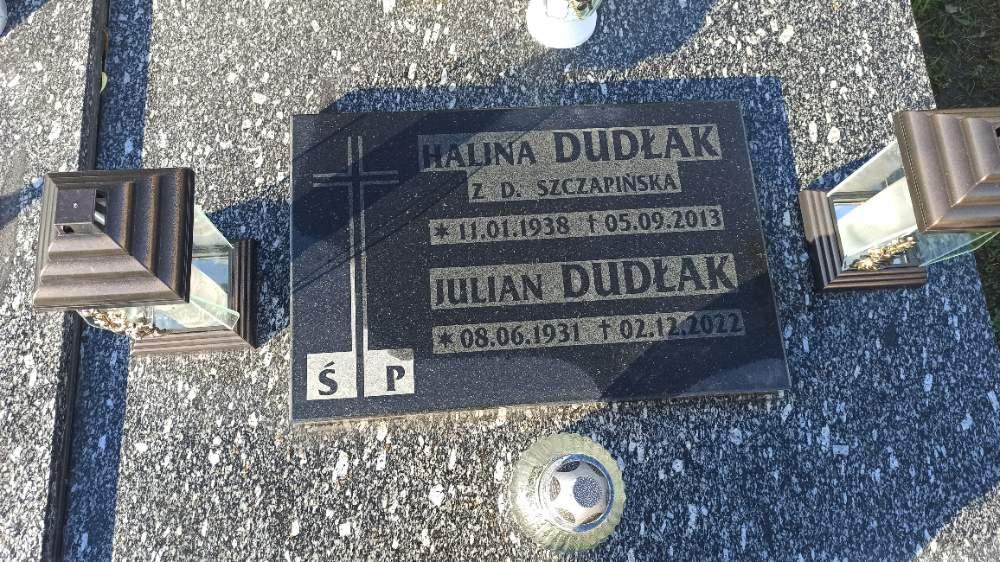 HALINA DUDŁAK
Z D. SZCZAPIŃSKA
* 11.01.1938 † 05.09.2013
JULIAN DUDŁAK
* 08.06.1931 † 02.12.2022
Ś P